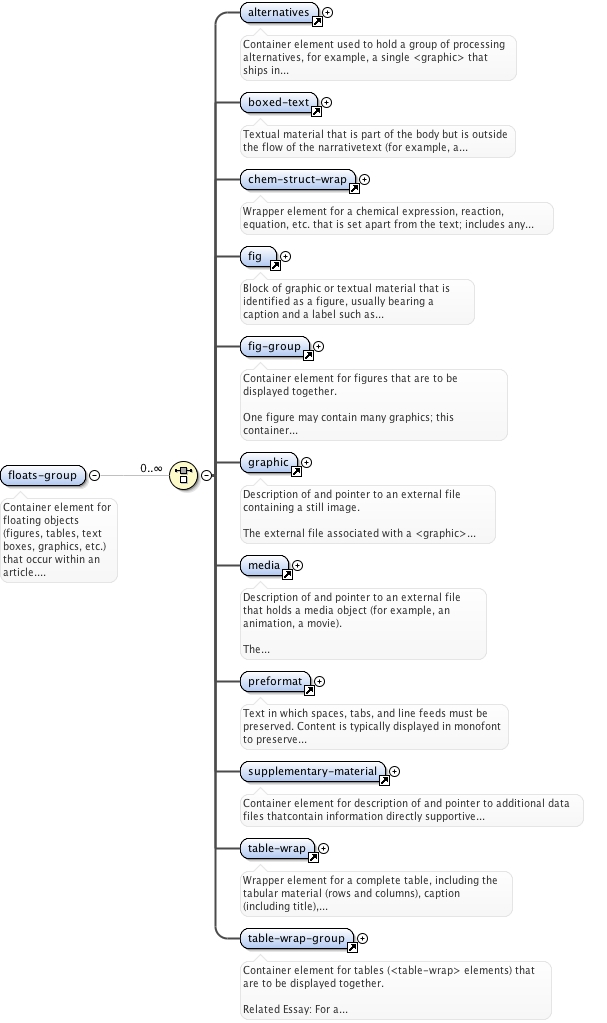 alternatives
Container element used to hold a group of processing
alternatives, for example, a single <graphic> that
ships in...
boxed-text
Textual material that is part of the body but is outside
the flow of the narrativetext (for example, a...
chem-struct-wrap
Wrapper element for a chemical expression, reaction,
equation, etc. that is set apart from the text; includes any...
fig
Block of graphic or textual material that is
identified as a figure, usually bearing a
caption and a label such as...
fig-group
Container element for figures that are to be
displayed together.
One figure may contain many graphics; this
container...
floats-group
0..∞
Container element for
floating objects
(figures, tables, text
boxes, graphics, etc.)
that occur within an
article....
graphic
Description of and pointer to an external file
containing a still image.
The external file associated with a <graphic>...
media
Description of and pointer to an external file
that holds a media object (for example, an
animation, a movie).
The...
preformat
Text in which spaces, tabs, and line feeds must be
preserved. Content is typically displayed in monofont
to preserve...
supplementary-material
Container element for description of and pointer to additional data
files thatcontain information directly supportive...
table-wrap
Wrapper element for a complete table, including the
tabular material (rows and columns), caption
(including title),...
table-wrap-group
Container element for tables (<table-wrap> elements) that
are to be displayed together.
Related Essay: For a...